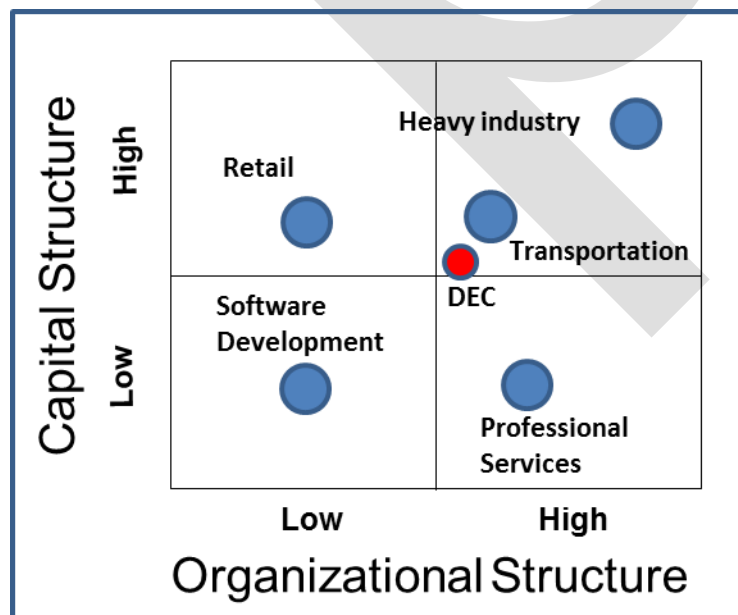 Capital Structure
High
Low
Heavy industry
Retail
Transportation
DEC
Software
Development
Professional
Services
Low
High
Organizational Structure